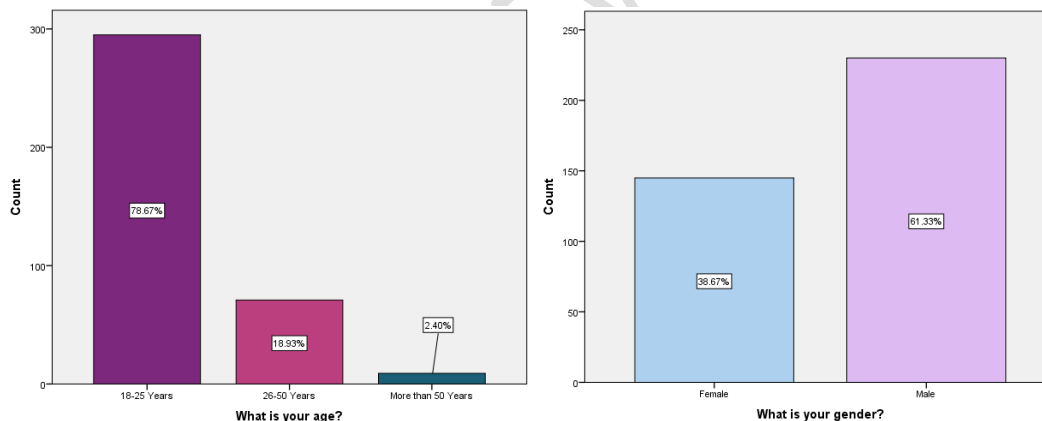 300
200
100
0
Count
78.67%
18.93%
2.40%
18-25 Years
26-50 Years
More than 50 Years
What is your age?
250
200
150
100
50
0
Count
38.67%
61.33%
Female
Male
What is your gender?